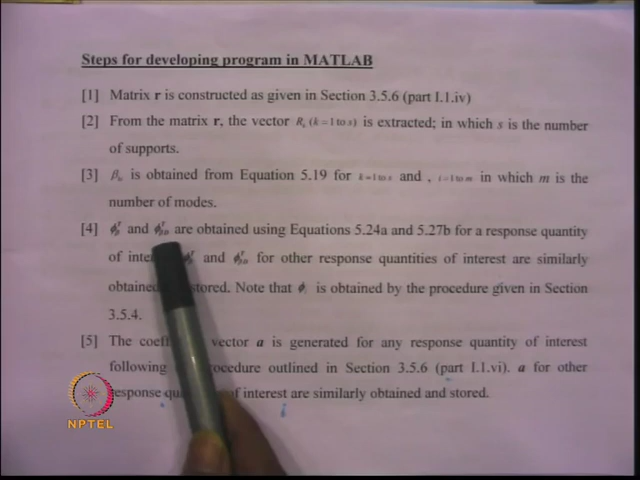 Steps for developing program in MATLAB
[1] Matrix r is constructed as given in Section 3.5.6 (part I.1.iv)
[2] From the matrix r, the vector Rₖ (k = 1 to s) is extracted; in which s is the number
of supports.
[3] is obtained from Equation 5.19 for k = 1 to s and , i = 1 to m in which m is the
number of modes.
[4] and are obtained using Equations 5.24a and 5.27b for a response quantity
of and for other response quantities of interest are similarly
obtained stored. Note that ϕ is obtained by the procedure given in Section
3.5.4.
[5] The vector a is generated for any response quantity of interest
following procedure outlined in Section 3.5.6 (part I.1.vi). a for other
response of interest are similarly obtained and stored.
NPTEL